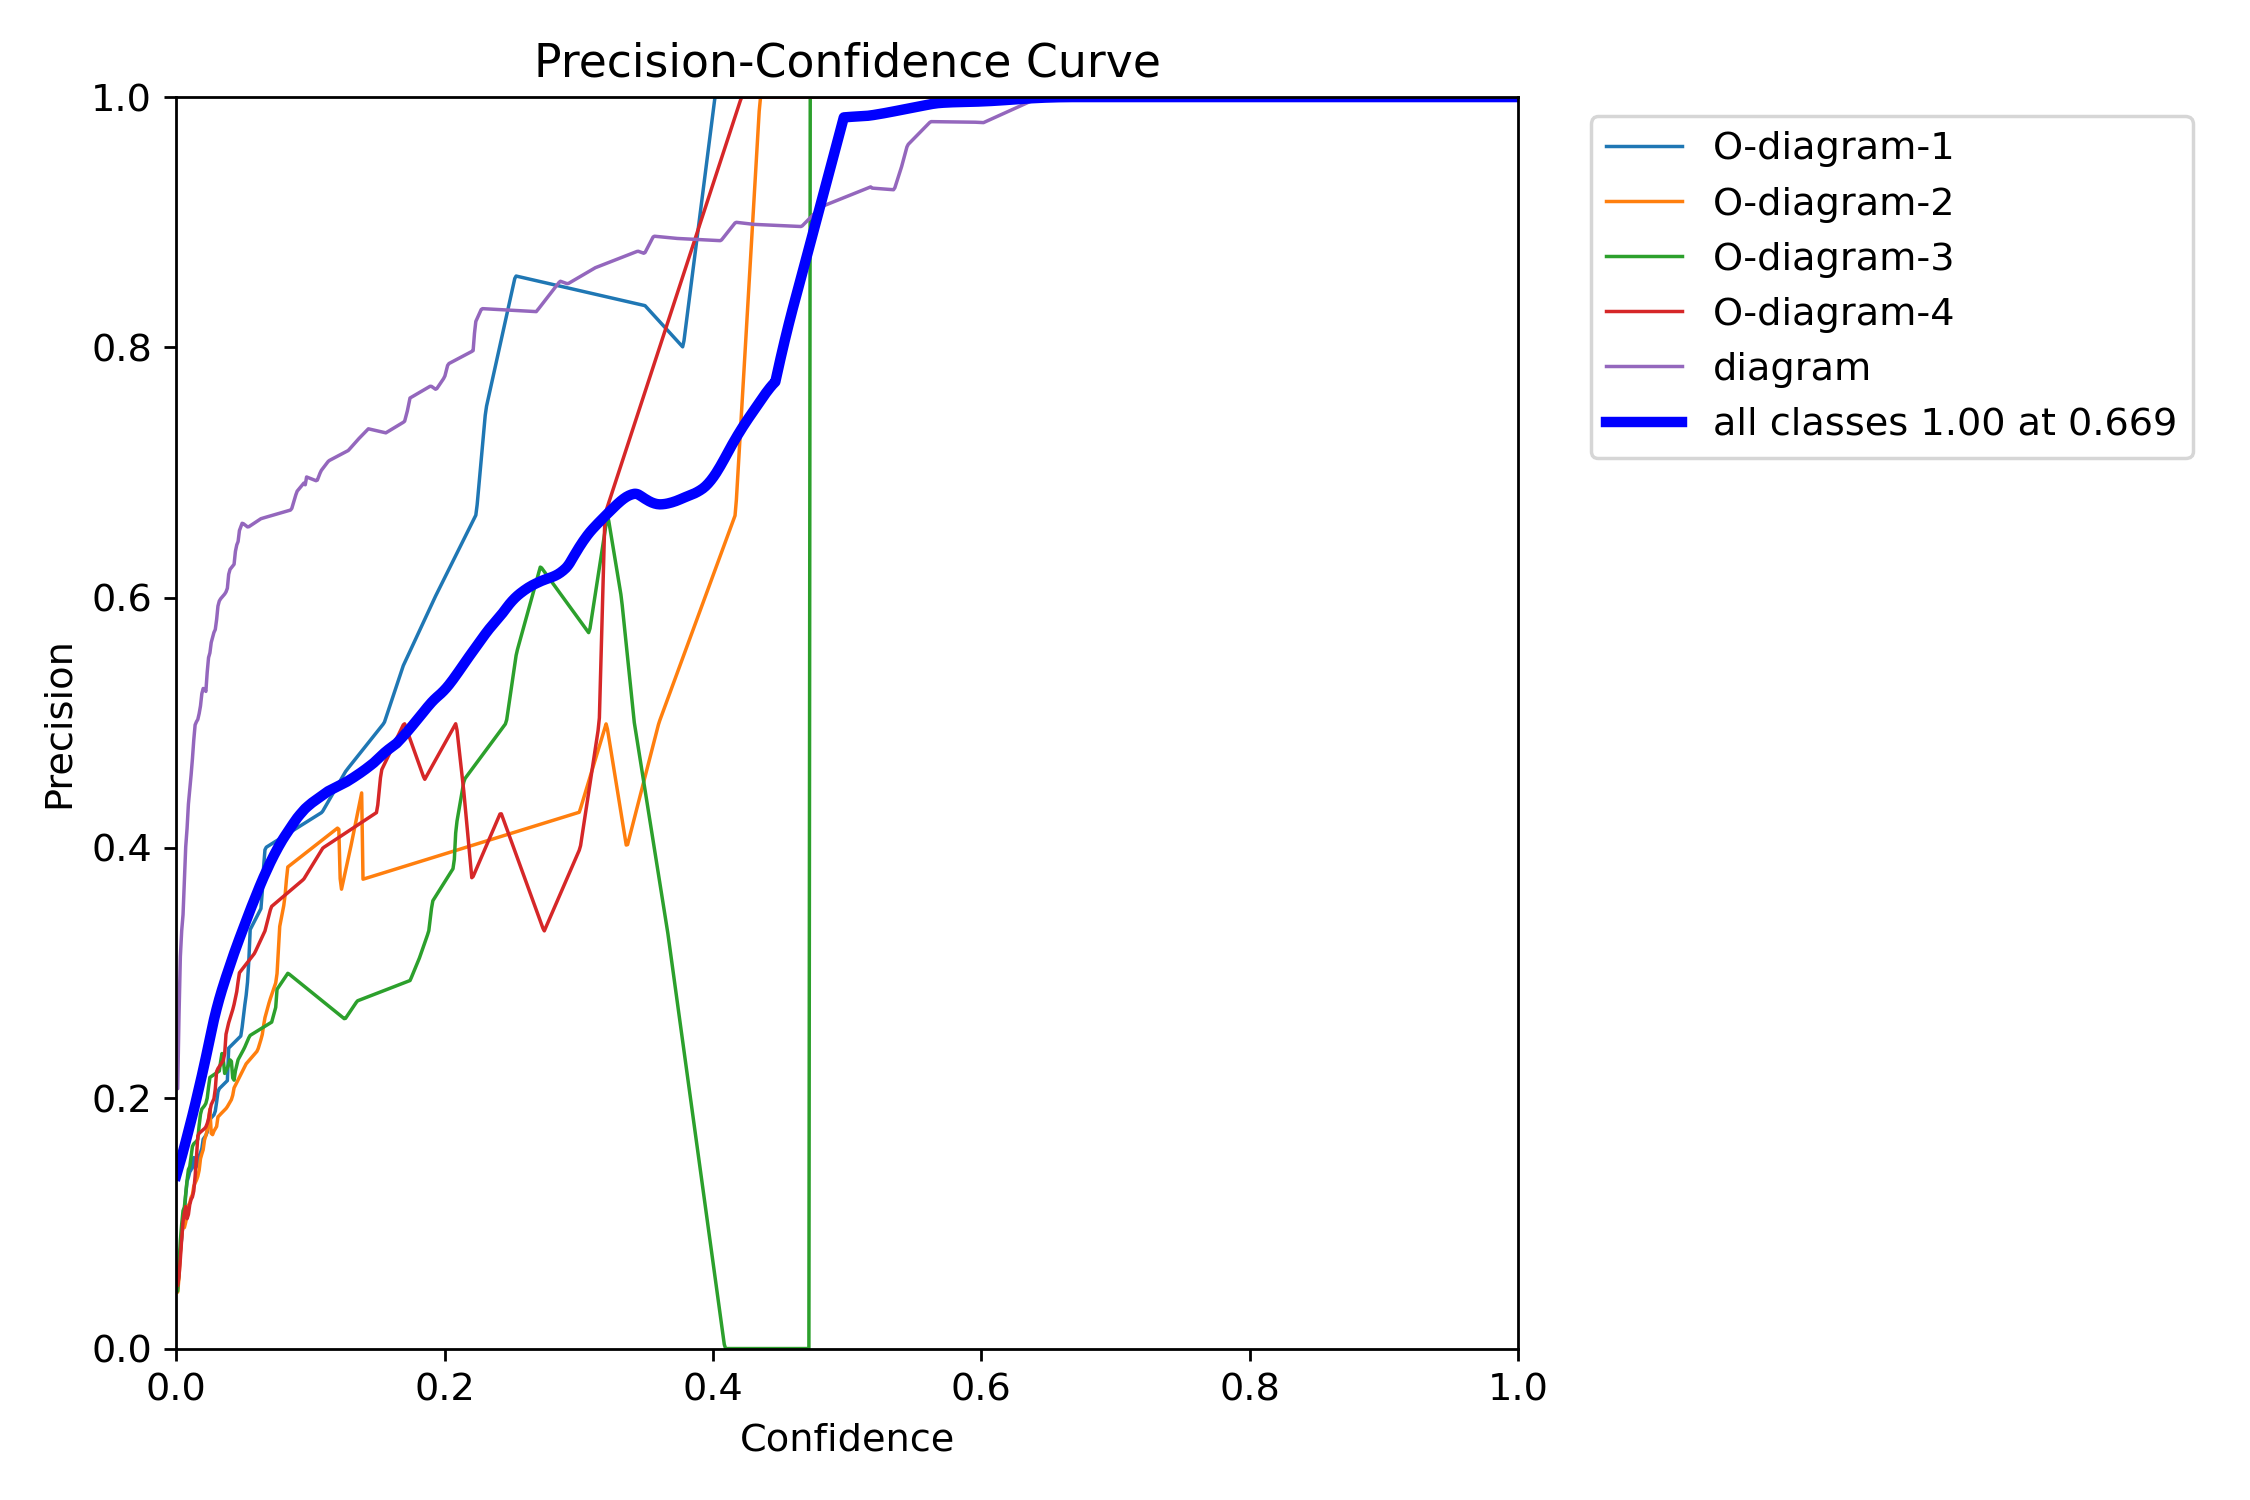 Precision-Confidence Curve
1.0
0.8
0.6
0.4
0.2
0.0
Precision
0.0 0.2 0.4 0.6 0.8 1.0
Confidence
O-diagram-1
O-diagram-2
O-diagram-3
O-diagram-4
diagram
all classes 1.00 at 0.669